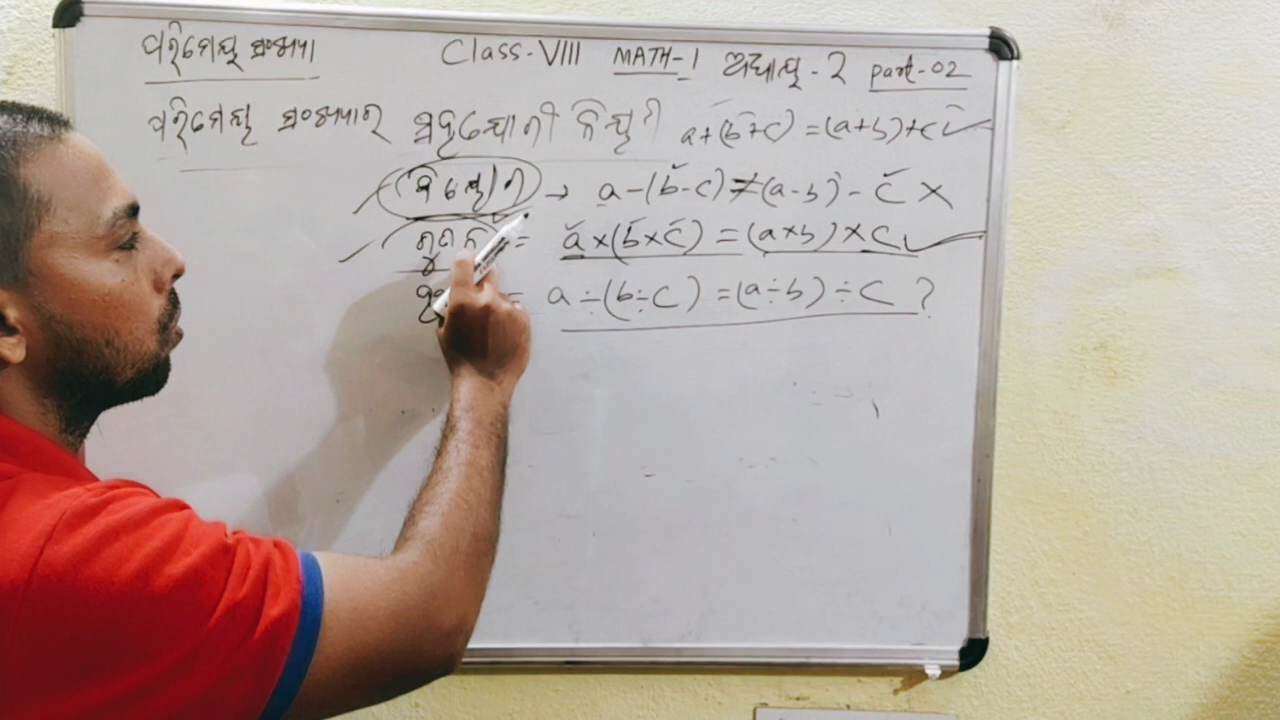 ପରିମେୟ ସଂଖ୍ୟା Class-VIII MATH-1 ଅଧ୍ୟାୟ-2 part-02
ପରିମେୟ ସଂଖ୍ୟାର ସହଯୋଗୀ ନିୟମ a+(b+c)=(a+b)+c ✓
ବିୟୋଗ → a-(b-c)≠(a-b)-c ×
ଗୁଣନ = a×(b×c)=(a×b)×c ✓
= a÷(b÷c)=(a÷b)÷c ?